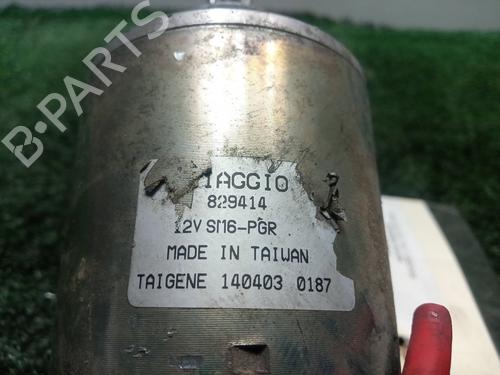 B-PARTS
IAGGIO
829414
12V SM6-PGR
MADE IN TAIWAN
TAIGENE 140403 0187